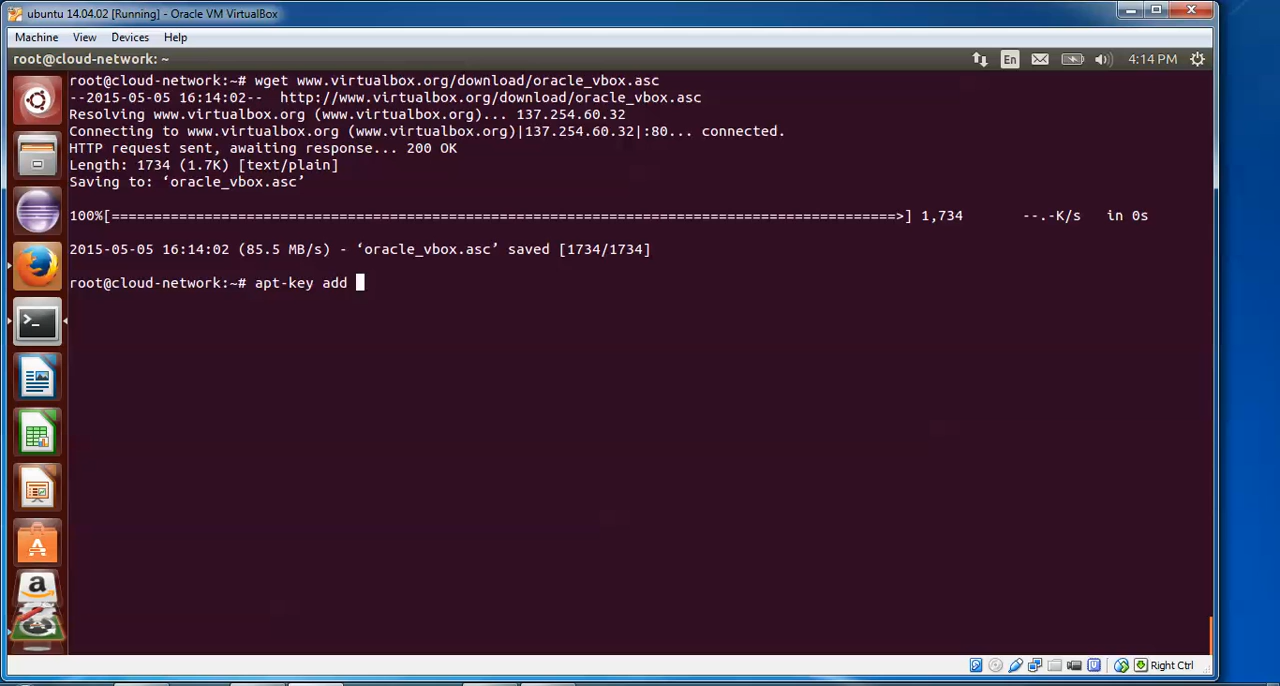 ubuntu 14.04.02 [Running] - Oracle VM VirtualBox
Machine View Devices Help
root@cloud-network: ~ En 4:14 PM
root@cloud-network:~# wget www.virtualbox.org/download/oracle_vbox.asc
--2015-05-05 16:14:02-- http://www.virtualbox.org/download/oracle_vbox.asc
Resolving www.virtualbox.org (www.virtualbox.org)... 137.254.60.32
Connecting to www.virtualbox.org (www.virtualbox.org)|137.254.60.32|:80... connected.
HTTP request sent, awaiting response... 200 OK
Length: 1734 (1.7K) [text/plain]
Saving to: ‘oracle_vbox.asc’
100%[=============================================================================================>] 1,734 --.-K/s in 0s
2015-05-05 16:14:02 (85.5 MB/s) - ‘oracle_vbox.asc’ saved [1734/1734]
root@cloud-network:~# apt-key add
Right Ctrl